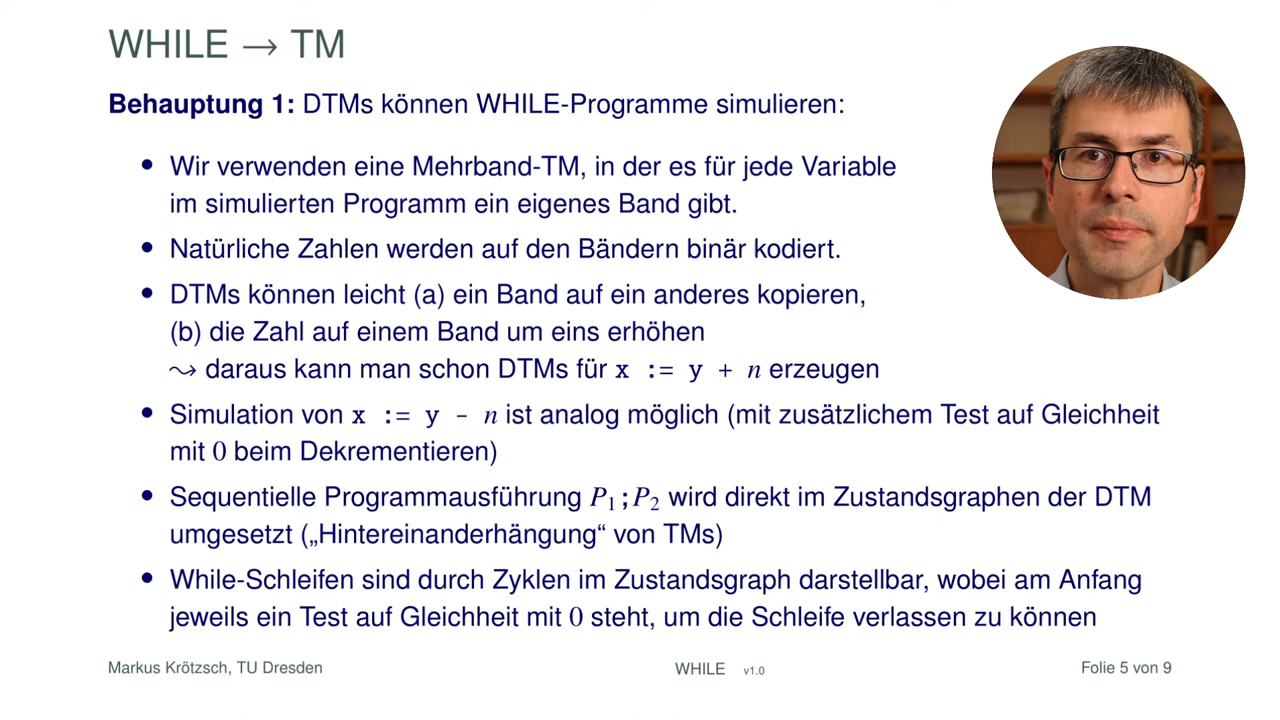 WHILE → TM
Behauptung 1: DTMs können WHILE-Programme simulieren:
• Wir verwenden eine Mehrband-TM, in der es für jede Variable
im simulierten Programm ein eigenes Band gibt.
• Natürliche Zahlen werden auf den Bändern binär kodiert.
• DTMs können leicht (a) ein Band auf ein anderes kopieren,
(b) die Zahl auf einem Band um eins erhöhen
⤳ daraus kann man schon DTMs für x := y + n erzeugen
• Simulation von x := y - n ist analog möglich (mit zusätzlichem Test auf Gleichheit
mit 0 beim Dekrementieren)
• Sequentielle Programmausführung P₁;P₂ wird direkt im Zustandsgraphen der DTM
umgesetzt („Hintereinanderhängung“ von TMs)
• While-Schleifen sind durch Zyklen im Zustandsgraph darstellbar, wobei am Anfang
jeweils ein Test auf Gleichheit mit 0 steht, um die Schleife verlassen zu können
Markus Krötzsch, TU Dresden WHILE v1.0 Folie 5 von 9